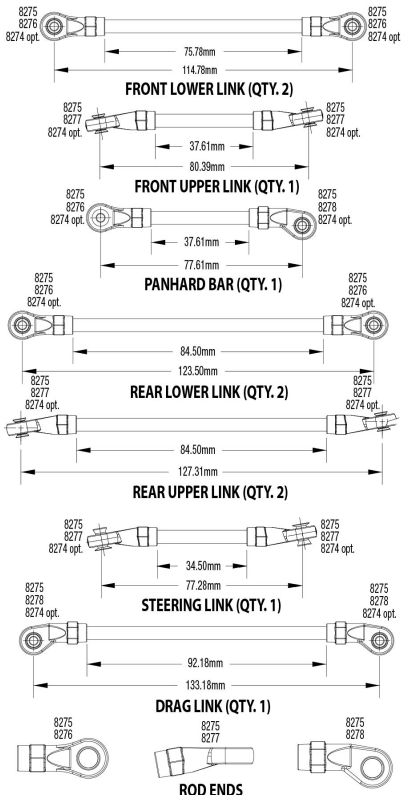 8275
8276
8274 opt.
8275
8276
8274 opt.
75.78mm
114.78mm
FRONT LOWER LINK (QTY. 2)
8275
8277
8274 opt.
8275
8277
8274 opt.
37.61mm
80.39mm
FRONT UPPER LINK (QTY. 1)
8275
8276
8274 opt.
8275
8278
8274 opt.
37.61mm
77.61mm
PANHARD BAR (QTY. 1)
8275
8276
8274 opt.
8275
8276
8274 opt.
84.50mm
123.50mm
REAR LOWER LINK (QTY. 2)
8275
8277
8274 opt.
8275
8277
8274 opt.
84.50mm
127.31mm
REAR UPPER LINK (QTY. 2)
8275
8277
8274 opt.
8275
8277
8274 opt.
34.50mm
77.28mm
STEERING LINK (QTY. 1)
8275
8278
8274 opt.
8275
8278
8274 opt.
92.18mm
133.18mm
DRAG LINK (QTY. 1)
8275
8276
8275
8277
8275
8278
ROD ENDS